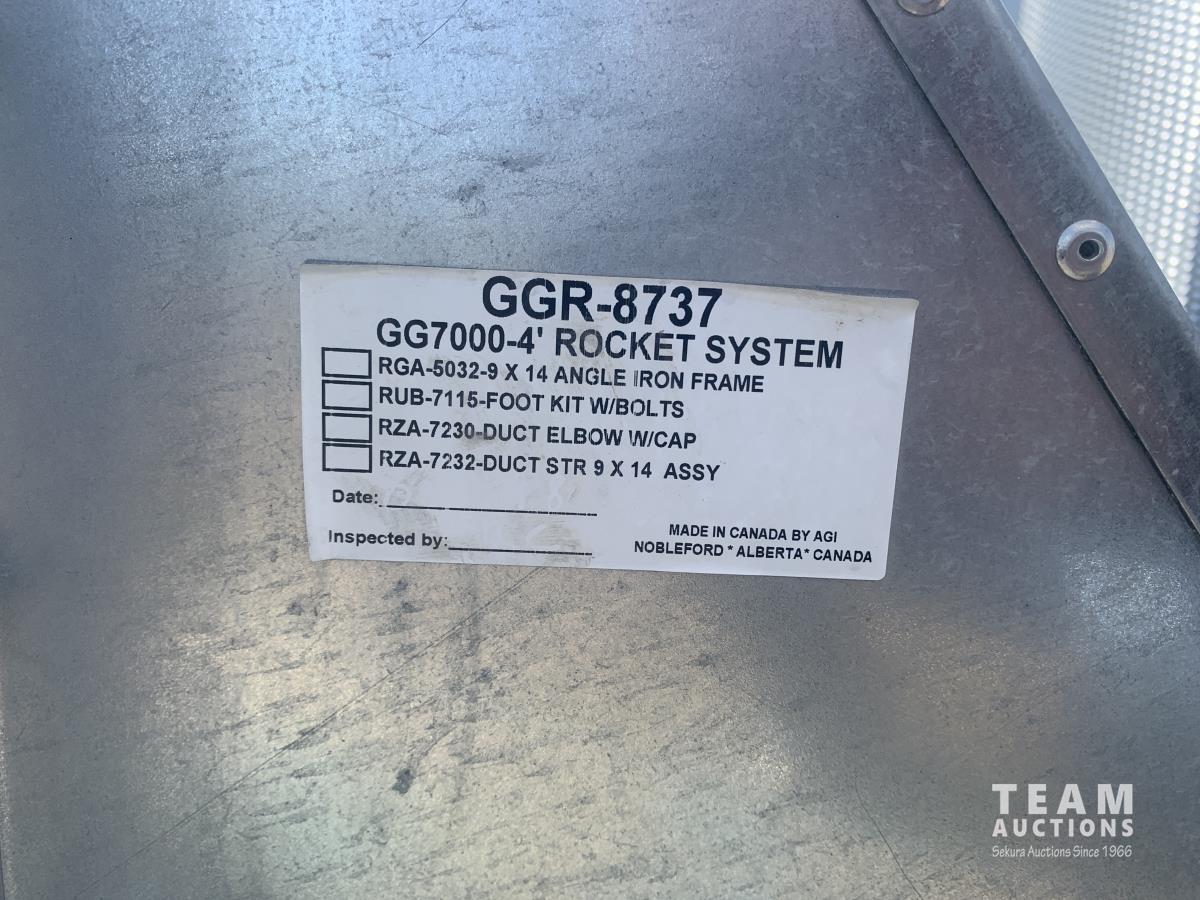 GGR-8737
GG7000-4' ROCKET SYSTEM
RGA-5032-9 X 14 ANGLE IRON FRAME
RUB-7115-FOOT KIT W/BOLTS
RZA-7230-DUCT ELBOW W/CAP
RZA-7232-DUCT STR 9 X 14 ASSY
Date:
Inspected by:
MADE IN CANADA BY AGI
NOBLEFORD * ALBERTA* CANADA
TEAM
AUCTIONS
Sekura Auctions Since 1966